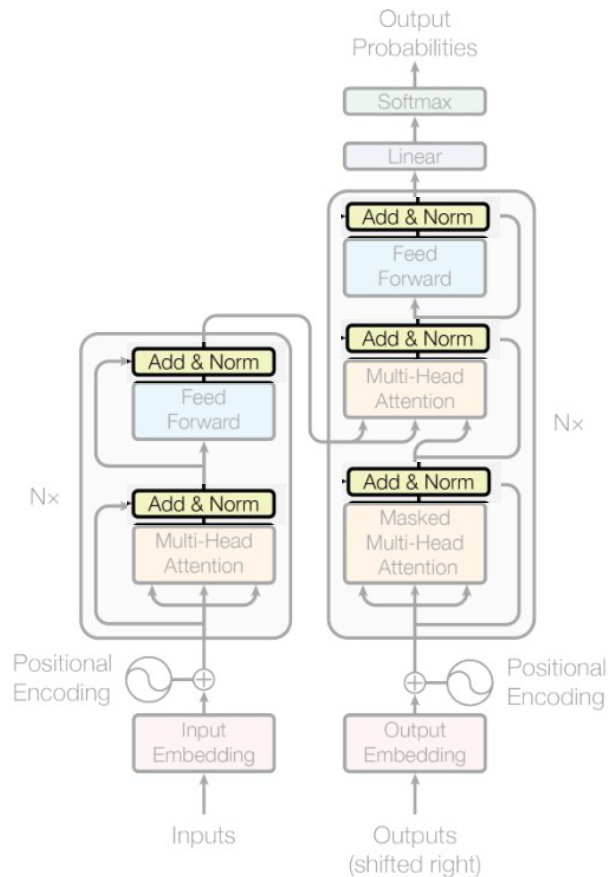 Output
Probabilities
Softmax
Linear
Add & Norm
Feed
Forward
Add & Norm
Multi-Head
Attention
Add & Norm
Masked
Multi-Head
Attention
Nx
Add & Norm
Feed
Forward
Add & Norm
Multi-Head
Attention
Nx
Positional
Encoding
Positional
Encoding
Input
Embedding
Output
Embedding
Inputs
Outputs
(shifted right)